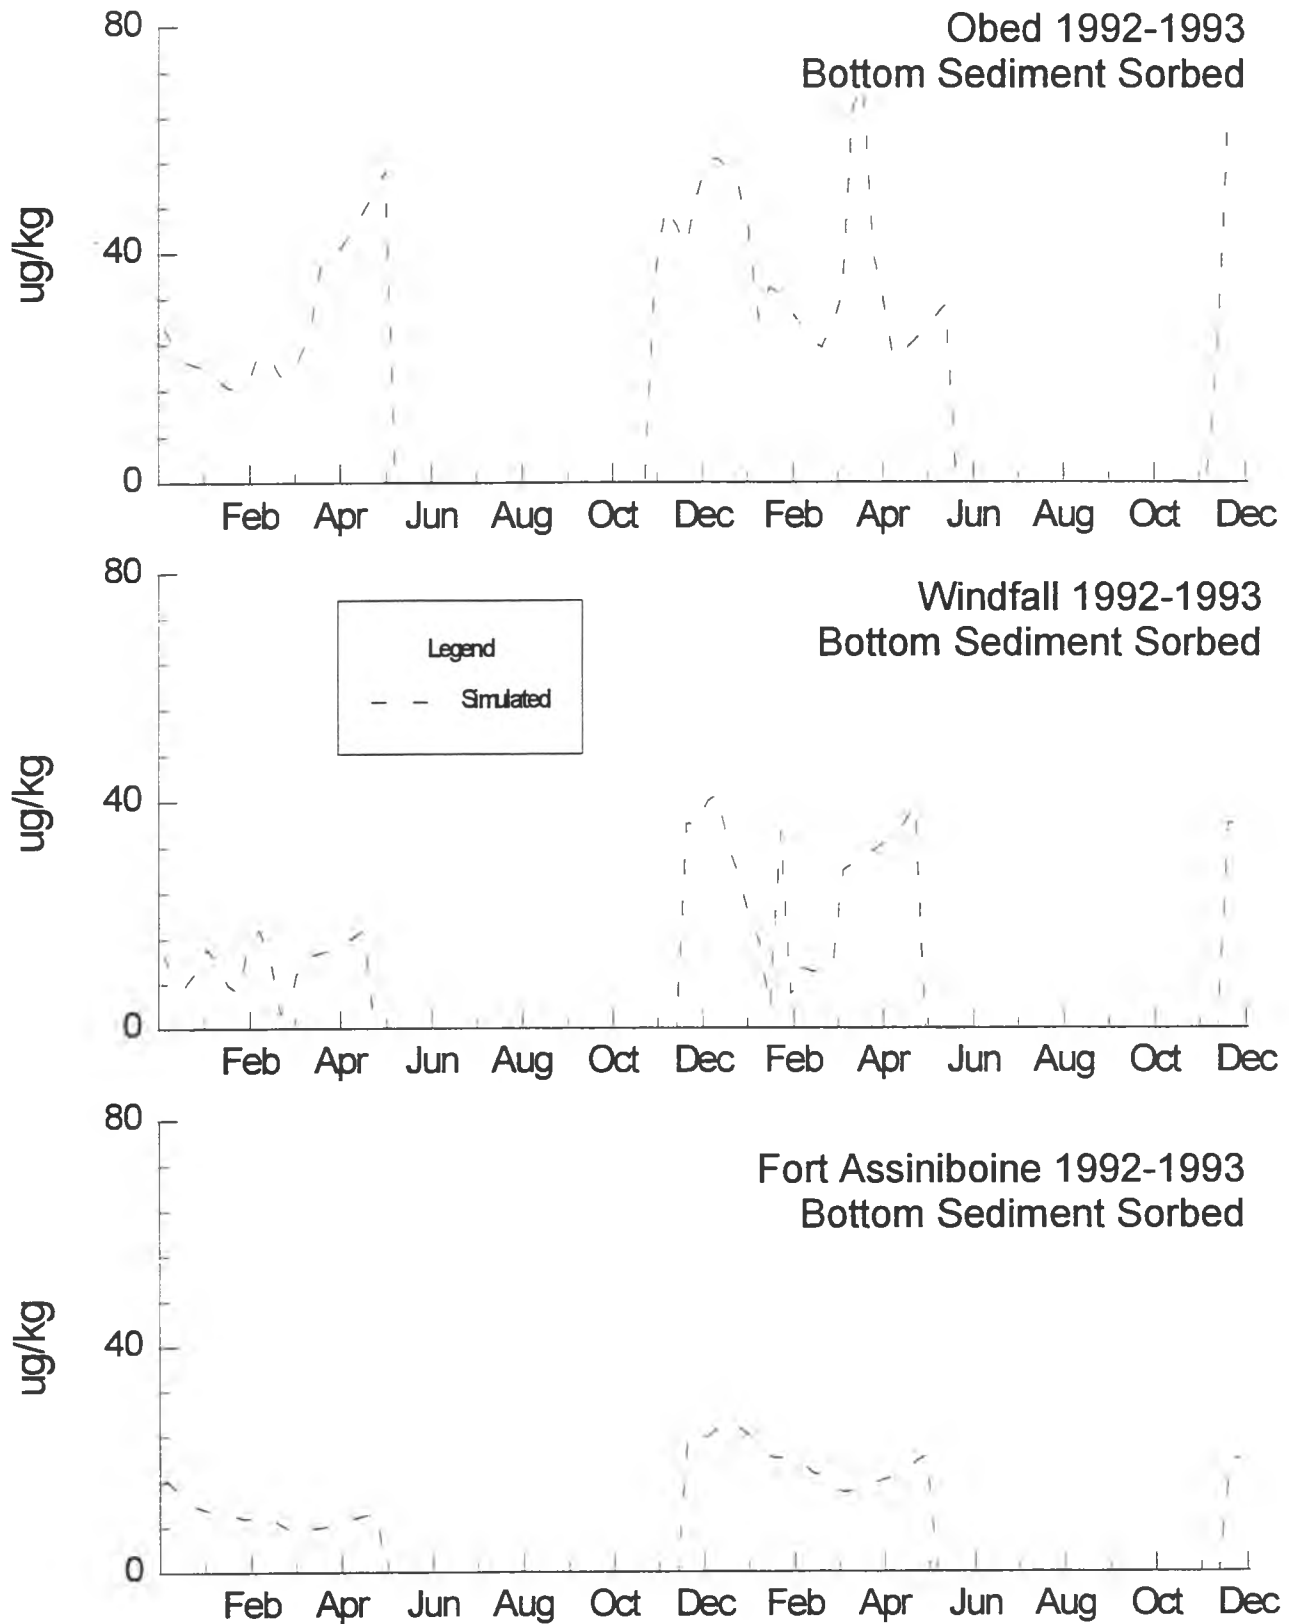 Obed 1992-1993
Bottom Sediment Sorbed
80
40
0
ug/kg
Feb Apr Jun Aug Oct Dec Feb Apr Jun Aug Oct Dec
Windfall 1992-1993
Bottom Sediment Sorbed
Legend
Simulated
80
40
0
ug/kg
Feb Apr Jun Aug Oct Dec Feb Apr Jun Aug Oct Dec
Fort Assiniboine 1992-1993
Bottom Sediment Sorbed
80
40
0
ug/kg
Feb Apr Jun Aug Oct Dec Feb Apr Jun Aug Oct Dec